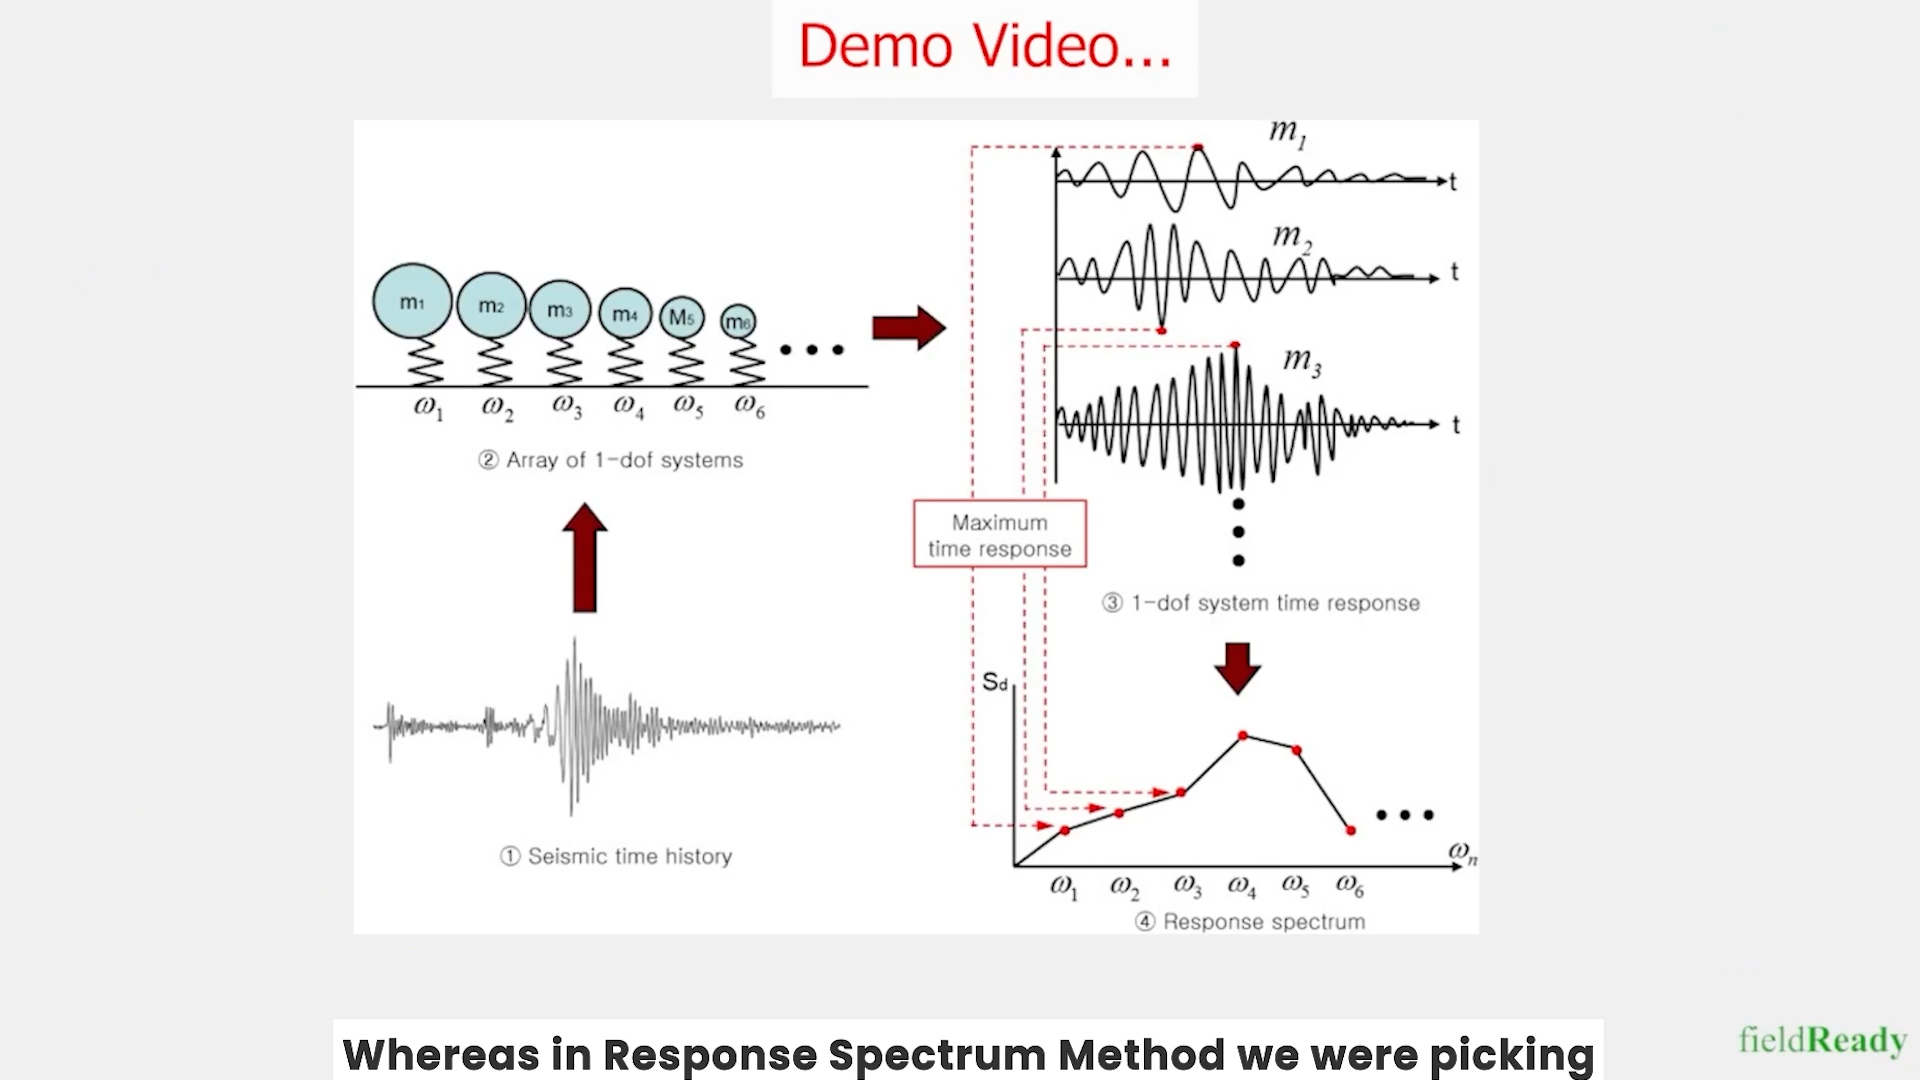 Demo Video...
m1
m2
m3
m4
M5
m6
ω1
ω2
ω3
ω4
ω5
ω6
② Array of 1-dof systems
① Seismic time history
m1
t
m2
t
m3
t
Maximum
time response
③ 1-dof system time response
Sd
ωn
ω1
ω2
ω3
ω4
ω5
ω6
④ Response spectrum
Whereas in Response Spectrum Method we were picking
fieldReady